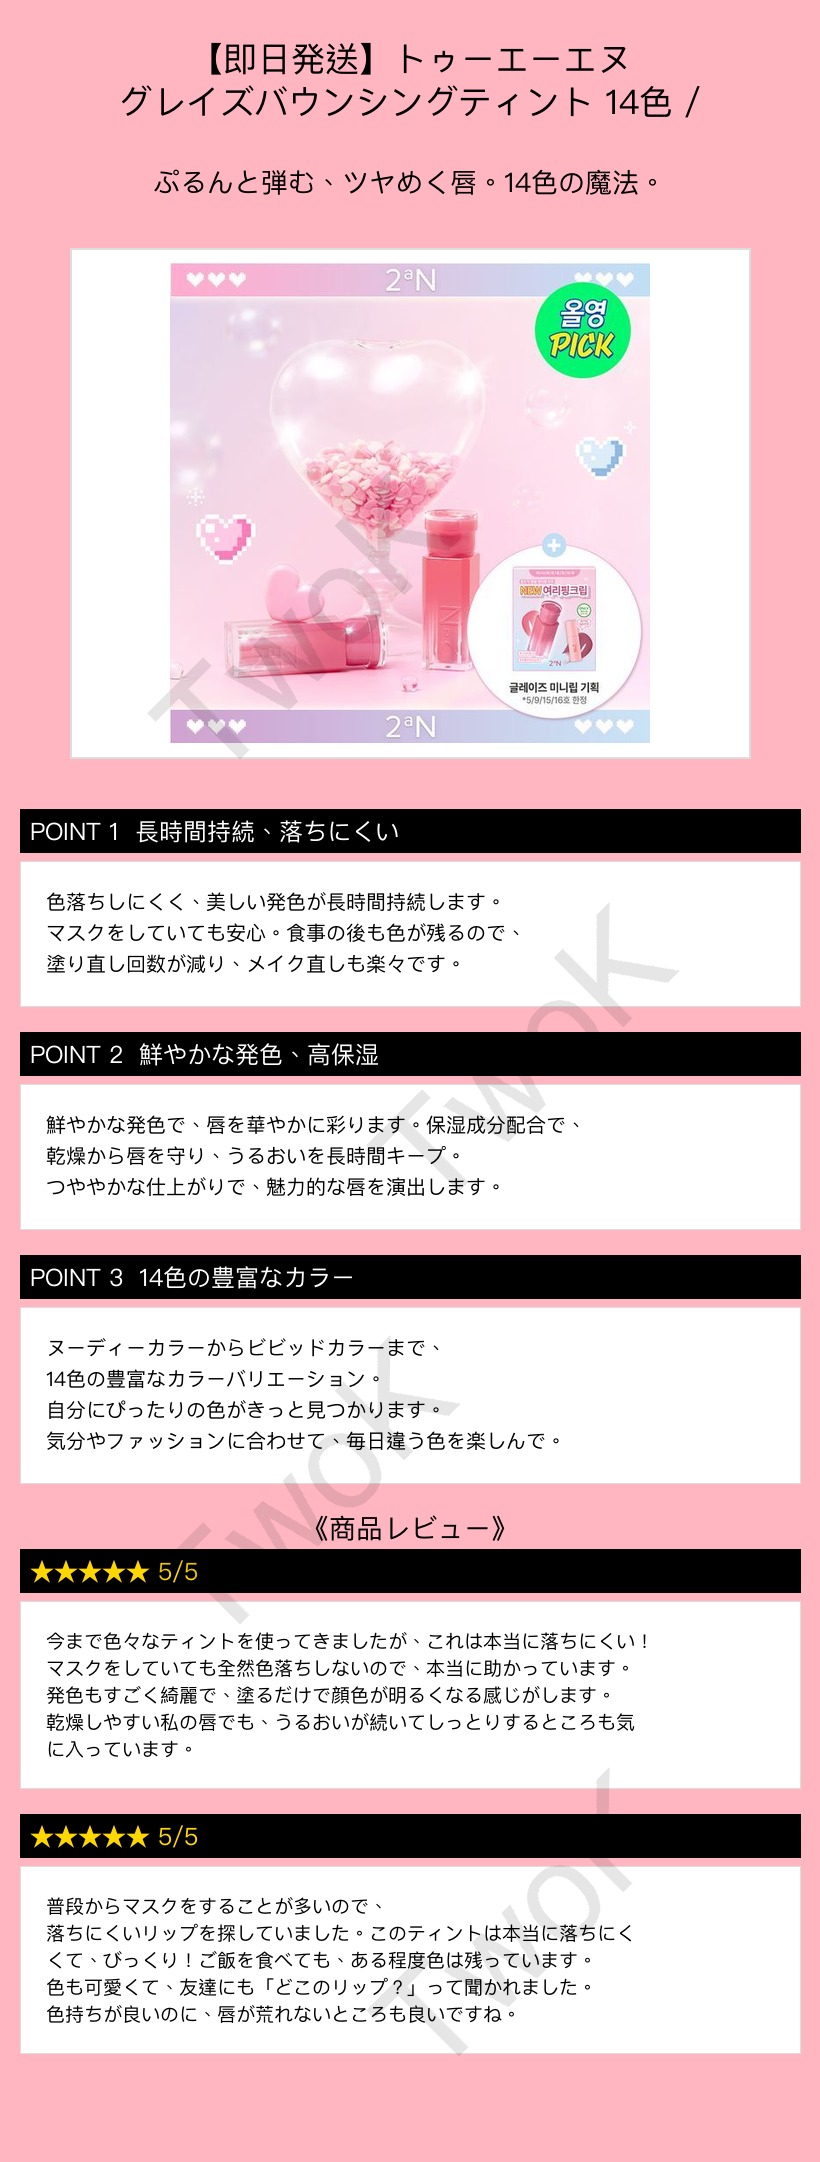 【即日発送】トゥーエーエヌ
グレイズバウンシングティント 14色 /
ぷるんと弾む、ツヤめく唇。14色の魔法。
2aN
올영
PICK
NEW 여리핑크립
2aN
글레이즈 미니립 기획
*5/9/15/16호 한정
2aN
POINT 1 長時間持続、落ちにくい
色落ちしにくく、美しい発色が長時間持続します。
マスクをしていても安心。食事の後も色が残るので、
塗り直し回数が減り、メイク直しも楽々です。
POINT 2 鮮やかな発色、高保湿
鮮やかな発色で、唇を華やかに彩ります。保湿成分配合で、
乾燥から唇を守り、うるおいを長時間キープ。
つややかな仕上がりで、魅力的な唇を演出します。
POINT 3 14色の豊富なカラー
ヌーディーカラーからビビッドカラーまで、
14色の豊富なカラーバリエーション。
自分にぴったりの色がきっと見つかります。
気分やファッションに合わせて、毎日違う色を楽しんで。
《商品レビュー》
★★★★★ 5/5
今まで色々なティントを使ってきましたが、これは本当に落ちにくい！
マスクをしていても全然色落ちしないので、本当に助かっています。
発色もすごく綺麗で、塗るだけで顔色が明るくなる感じがします。
乾燥しやすい私の唇でも、うるおいが続いてしっとりするところも気
に入っています。
★★★★★ 5/5
普段からマスクをすることが多いので、
落ちにくいリップを探していました。このティントは本当に落ちにく
くて、びっくり！ご飯を食べても、ある程度色は残っています。
色も可愛くて、友達にも「どこのリップ？」って聞かれました。
色持ちが良いのに、唇が荒れないところも良いですね。
TwoK
TwoK
TwoK
TwoK